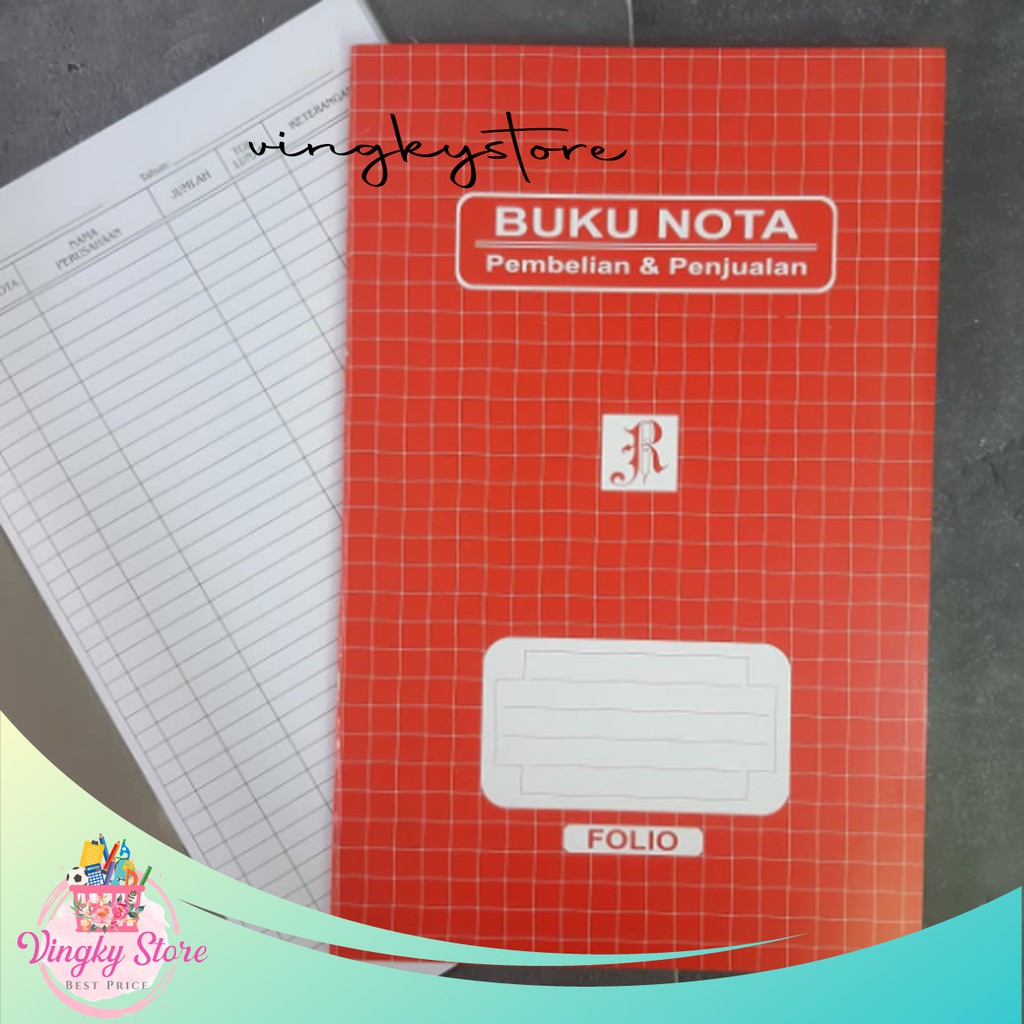 vingkystore
BUKU NOTA
Pembelian & Penjualan
R
FOLIO
Tahun
NAMA
PERUSAHAAN
JUMLAH
KETERANGAN
Vingky Store
BEST PRICE